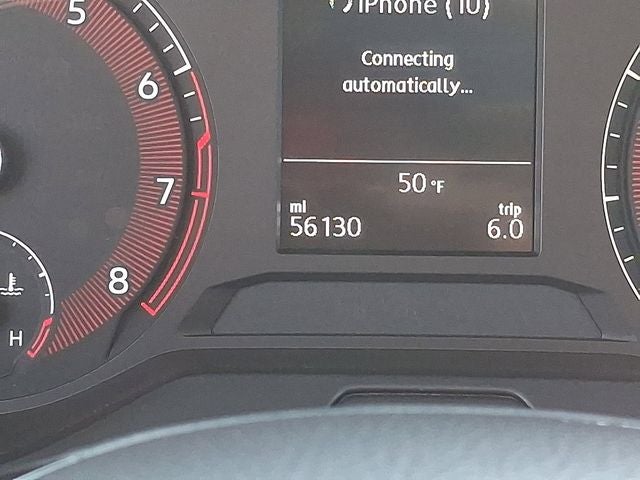 5
6
7
8
H
iPhone (10)
Connecting
automatically...
50 °F
mi
56130
trip
6.0